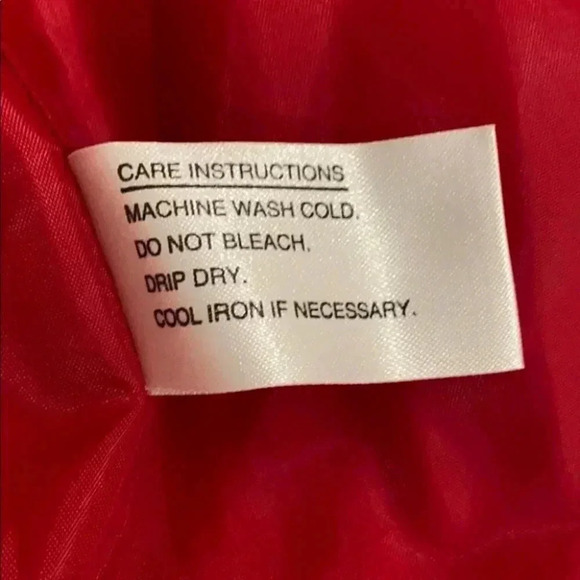 CARE INSTRUCTIONS
MACHINE WASH COLD.
DO NOT BLEACH.
DRIP DRY.
COOL IRON IF NECESSARY.